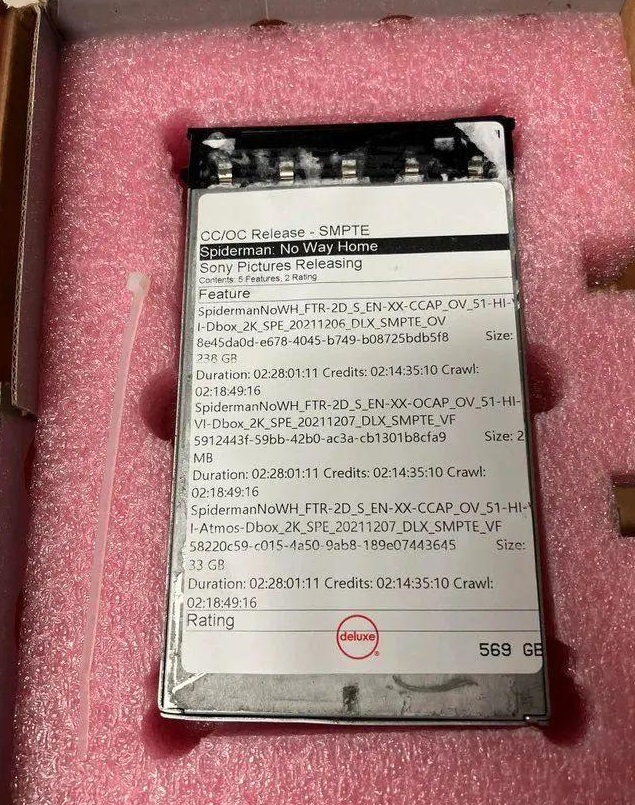 CC/OC Release - SMPTE
Spiderman: No Way Home
Sony Pictures Releasing
Contents: 5 Features, 2 Rating
Feature
SpidermanNoWH_FTR-2D_S_EN-XX-CCAP_OV_51-HI-V
I-Dbox_2K_SPE_20211206_DLX_SMPTE_OV
8e45da0d-e678-4045-b749-b08725bdb5f8 Size:
238 GB
Duration: 02:28:01:11 Credits: 02:14:35:10 Crawl:
02:18:49:16
SpidermanNoWH_FTR-2D_S_EN-XX-OCAP_OV_51-HI-
VI-Dbox_2K_SPE_20211207_DLX_SMPTE_VF
5912443f-59bb-42b0-ac3a-cb1301b8cfa9 Size: 2
MB
Duration: 02:28:01:11 Credits: 02:14:35:10 Crawl:
02:18:49:16
SpidermanNoWH_FTR-2D_S_EN-XX-CCAP_OV_51-HI-V
I-Atmos-Dbox_2K_SPE_20211207_DLX_SMPTE_VF
58220c59-c015-4a50-9ab8-189e07443645 Size:
33 GB
Duration: 02:28:01:11 Credits: 02:14:35:10 Crawl:
02:18:49:16
Rating
deluxe
569 GB